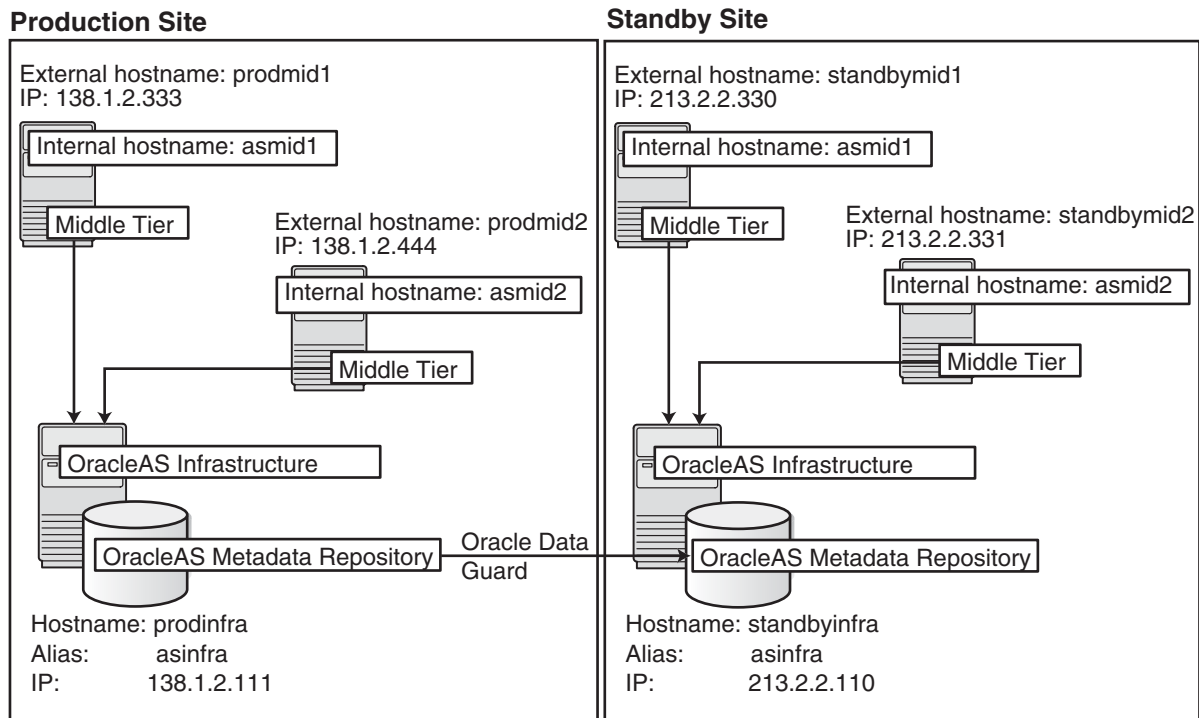 Production Site
External hostname: prodmid1
IP: 138.1.2.333
Internal hostname: asmid1
Middle Tier
External hostname: prodmid2
IP: 138.1.2.444
Internal hostname: asmid2
Middle Tier
OracleAS Infrastructure
OracleAS Metadata Repository
Hostname: prodinfra
Alias: asinfra
IP: 138.1.2.111
Oracle Data
Guard
Standby Site
External hostname: standbymid1
IP: 213.2.2.330
Internal hostname: asmid1
Middle Tier
External hostname: standbymid2
IP: 213.2.2.331
Internal hostname: asmid2
Middle Tier
OracleAS Infrastructure
OracleAS Metadata Repository
Hostname: standbyinfra
Alias: asinfra
IP: 213.2.2.110